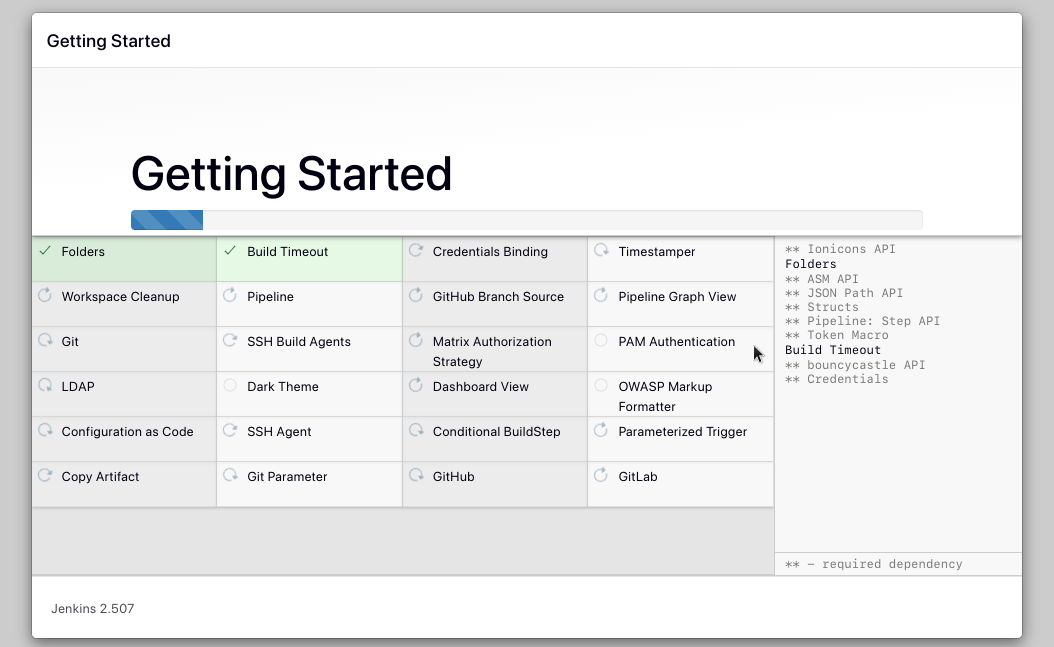 Getting Started
Getting Started
Folders
Build Timeout
Credentials Binding
Timestamper
Workspace Cleanup
Pipeline
GitHub Branch Source
Pipeline Graph View
Git
SSH Build Agents
Matrix Authorization
Strategy
PAM Authentication
LDAP
Dark Theme
Dashboard View
OWASP Markup
Formatter
Configuration as Code
SSH Agent
Conditional BuildStep
Parameterized Trigger
Copy Artifact
Git Parameter
GitHub
GitLab
** Ionicons API
Folders
** ASM API
** JSON Path API
** Structs
** Pipeline: Step API
** Token Macro
Build Timeout
** bouncycastle API
** Credentials
** – required dependency
Jenkins 2.507